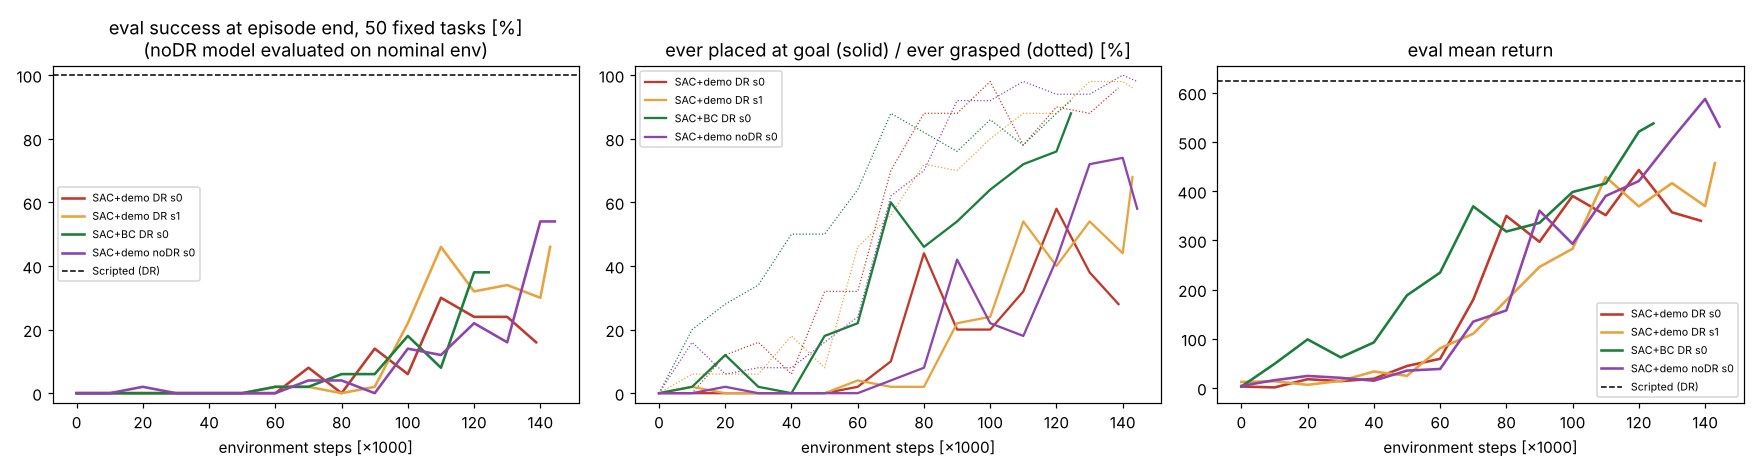 eval success at episode end, 50 fixed tasks [%]
(noDR model evaluated on nominal env)
100
80
60
40
20
0
SAC+demo DR s0
SAC+demo DR s1
SAC+BC DR s0
SAC+demo noDR s0
Scripted (DR)
0 20 40 60 80 100 120 140
environment steps [×1000]
ever placed at goal (solid) / ever grasped (dotted) [%]
100
80
60
40
20
0
SAC+demo DR s0
SAC+demo DR s1
SAC+BC DR s0
SAC+demo noDR s0
0 20 40 60 80 100 120 140
environment steps [×1000]
eval mean return
600
500
400
300
200
100
0
SAC+demo DR s0
SAC+demo DR s1
SAC+BC DR s0
SAC+demo noDR s0
Scripted (DR)
0 20 40 60 80 100 120 140
environment steps [×1000]